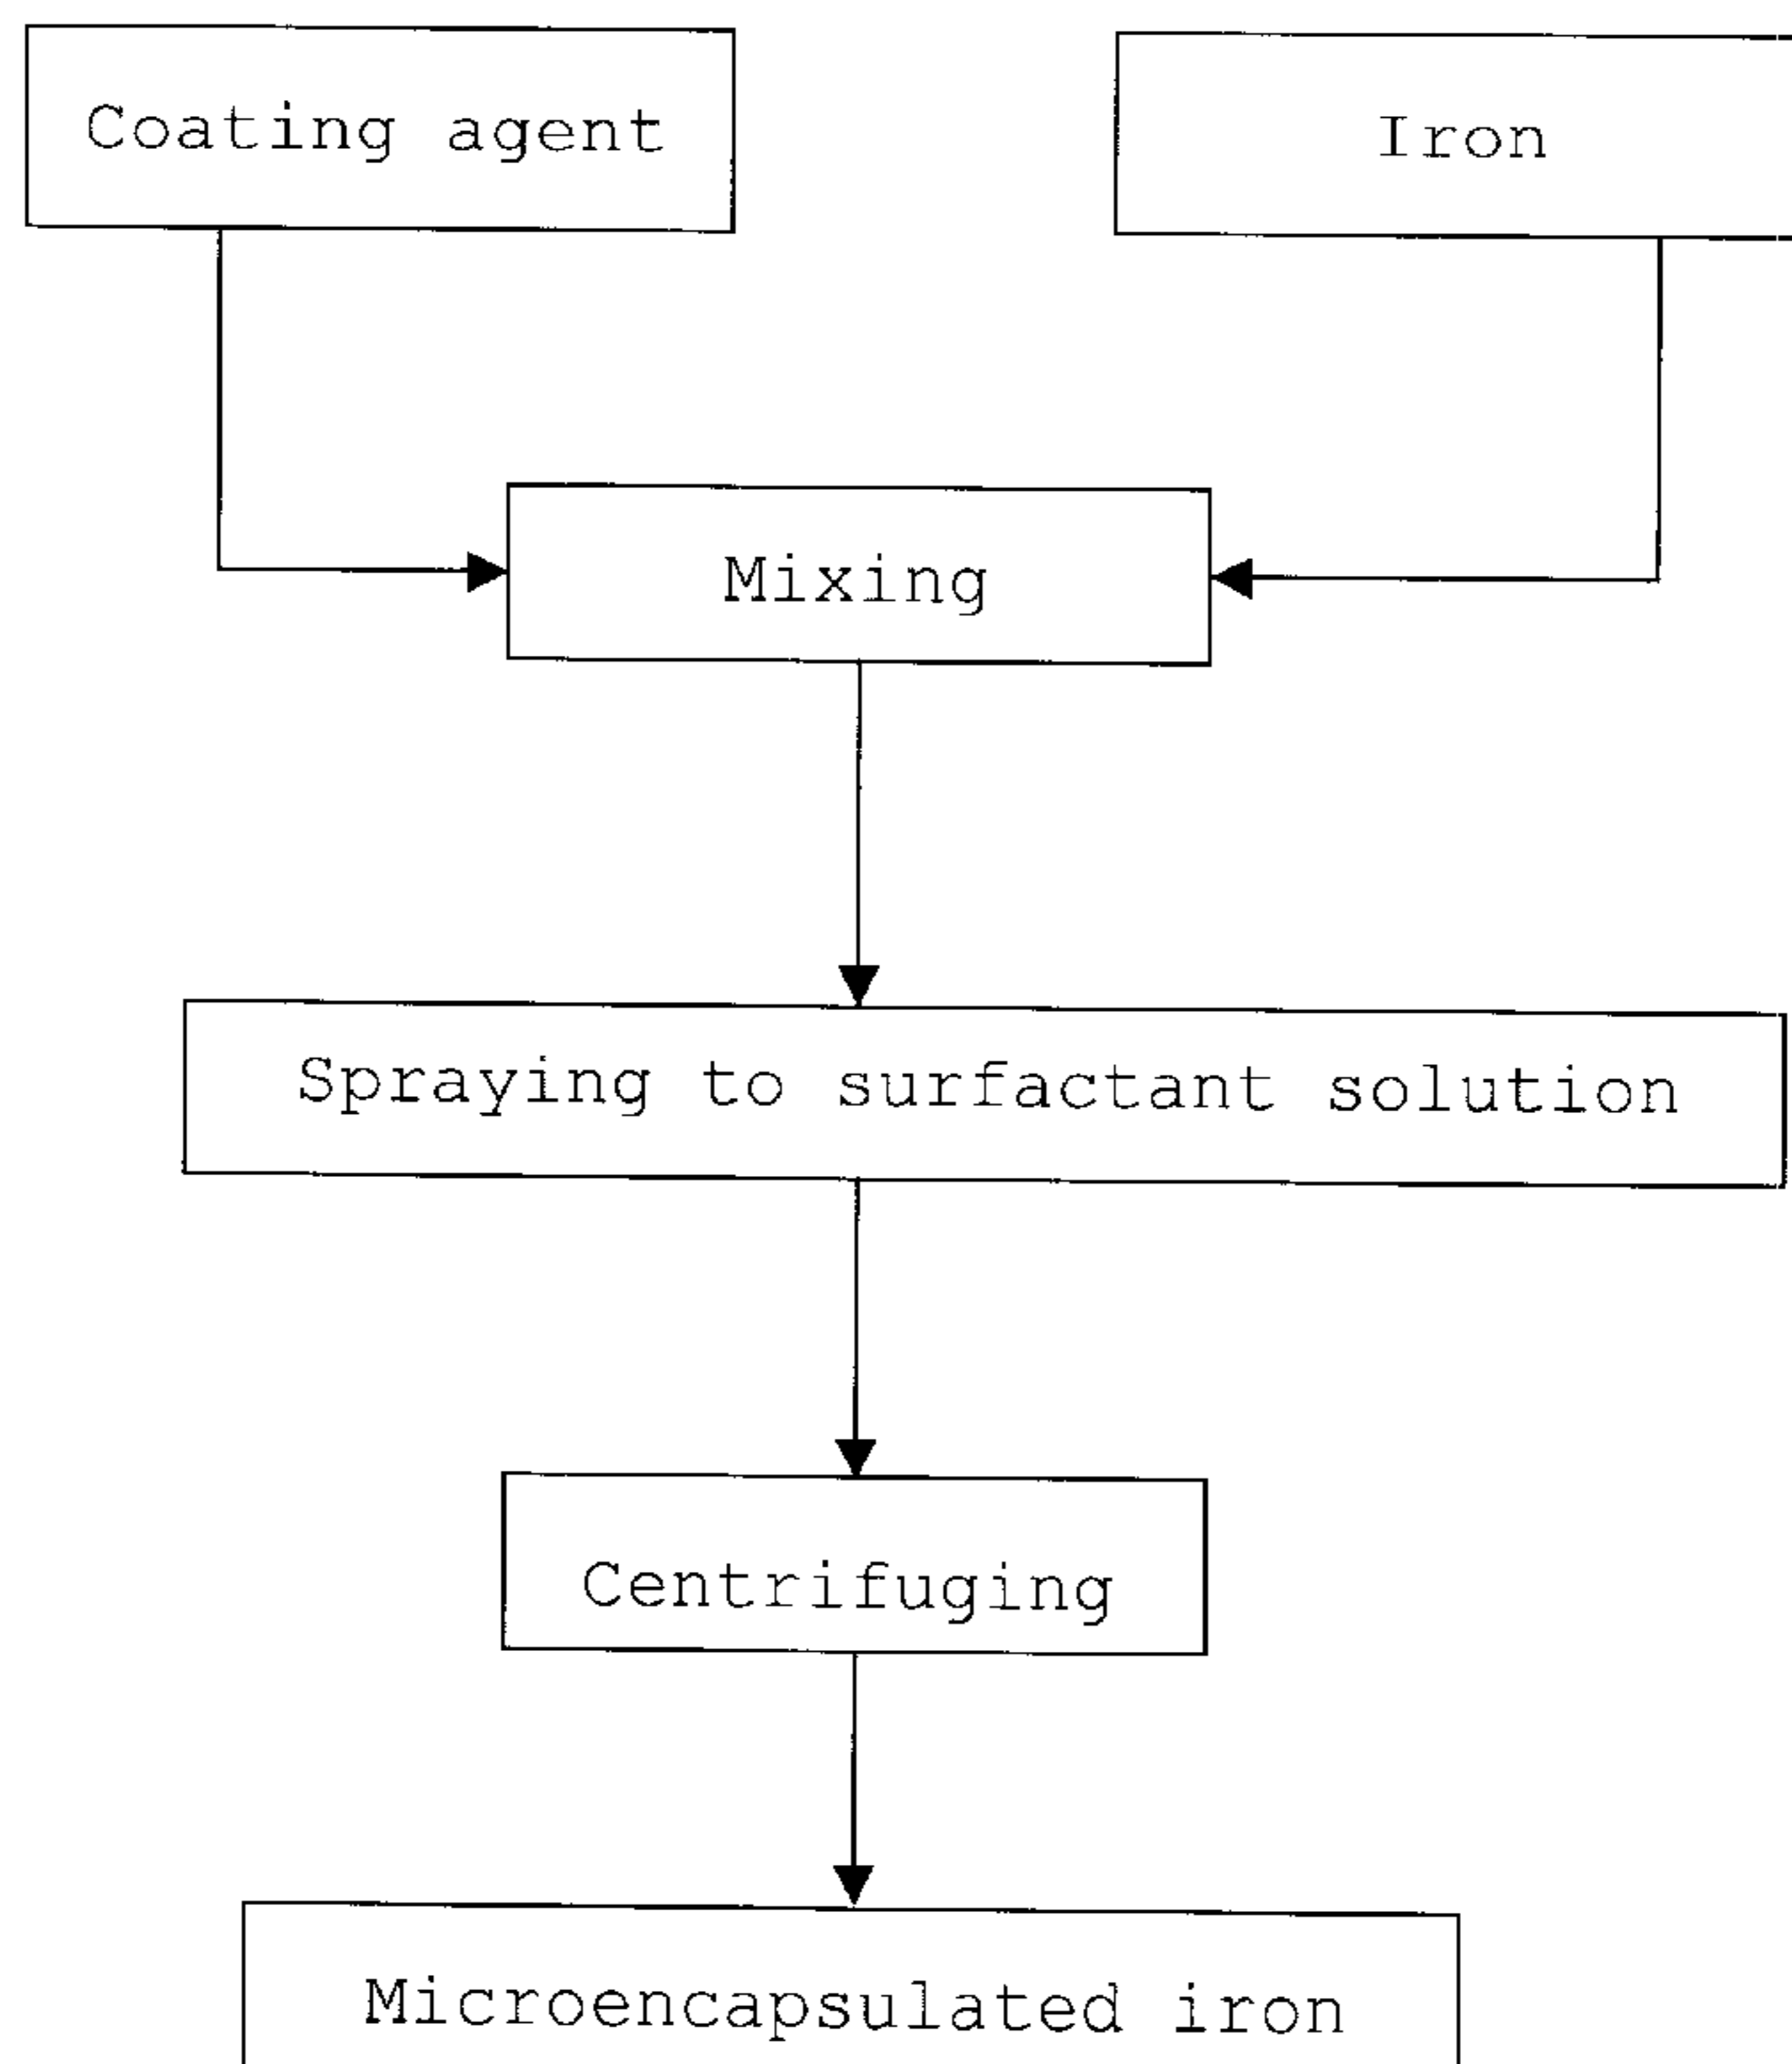 Coating agent
Iron
Mixing
Spraying to surfactant solution
Centrifuging
Microencapsulated iron